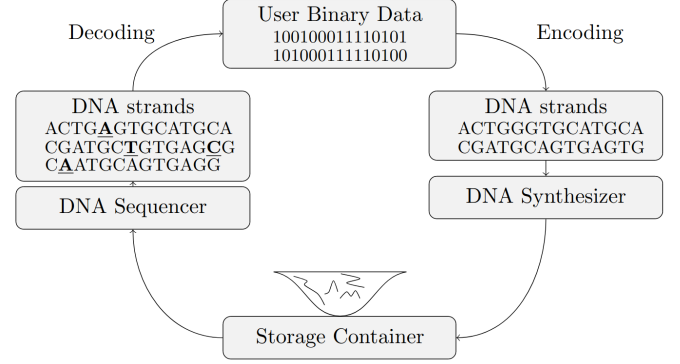 User Binary Data
100100011110101
101000111110100
Decoding
Encoding
DNA strands
ACTGAGTGCATGCA
CGATGCTGTGAGCG
CAATGCAGTGAGG
DNA strands
ACTGGGTGCATGCA
CGATGCAGTGAGTG
DNA Sequencer
DNA Synthesizer
Storage Container